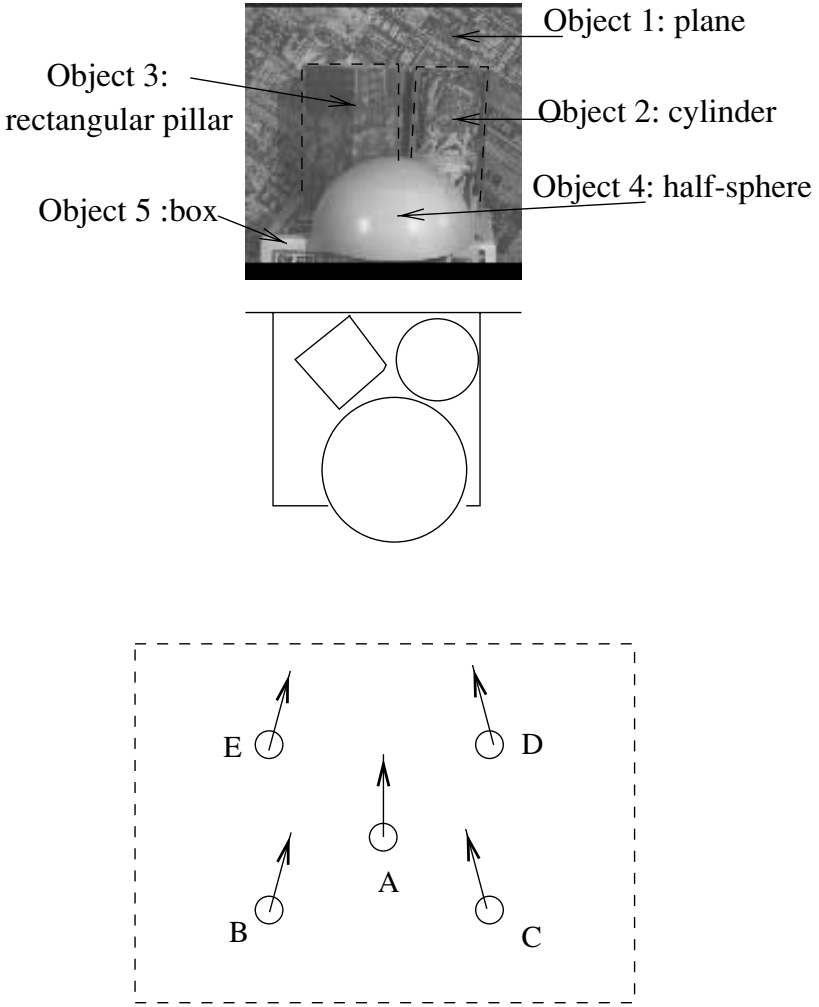 Object 1: plane
Object 3:
rectangular pillar
Object 2: cylinder
Object 4: half-sphere
Object 5 :box
E
D
A
B
C